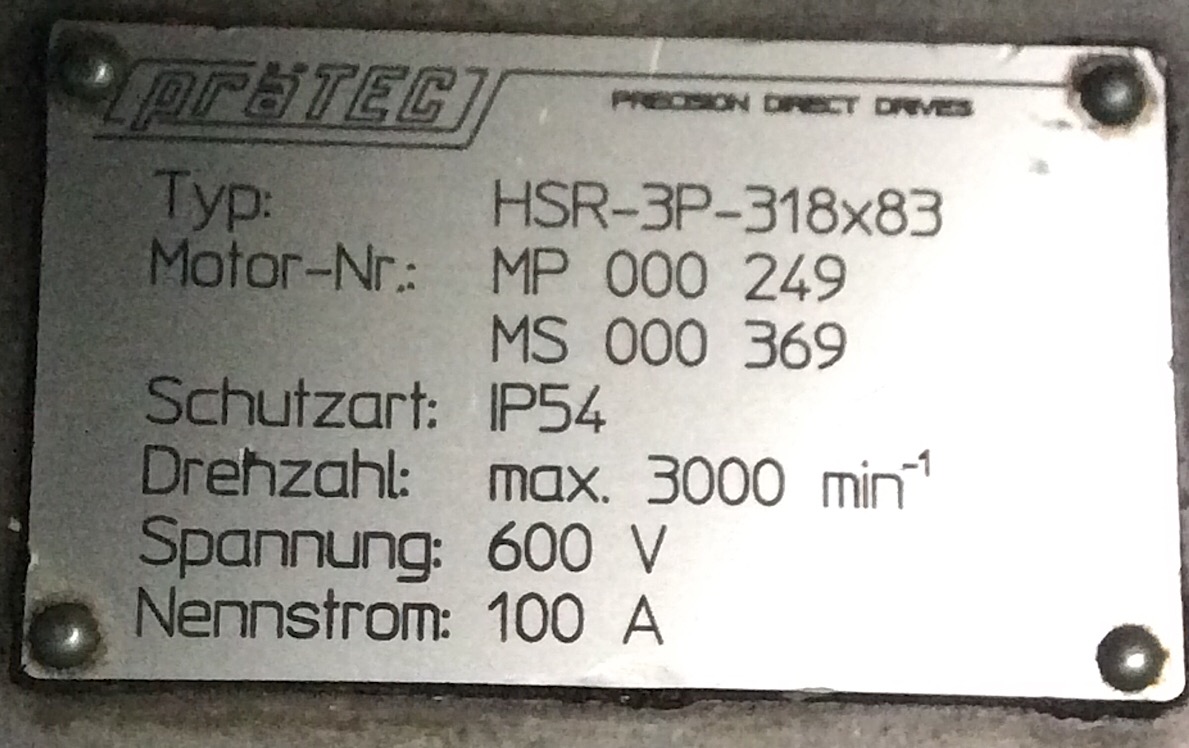 präTEC PRECISION DIRECT DRIVES
Typ: HSR-3P-318x83
Motor-Nr.: MP 000 249
MS 000 369
Schutzart: IP54
Drehzahl: max. 3000 min⁻¹
Spannung: 600 V
Nennstrom: 100 A